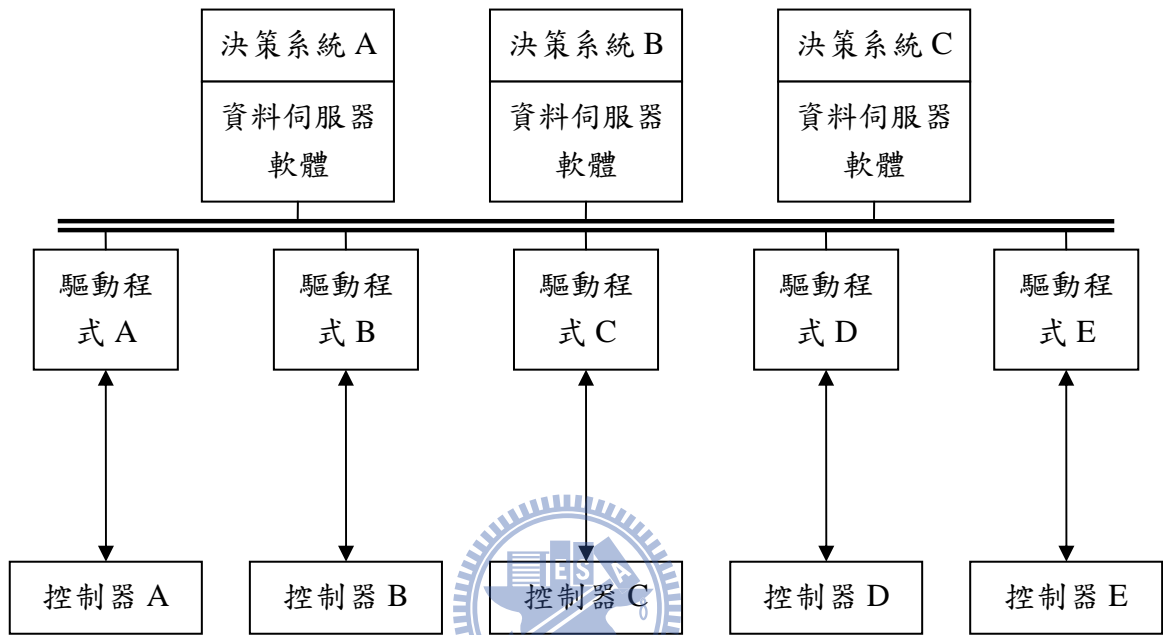 決策系統 A
資料伺服器
軟體
決策系統 B
資料伺服器
軟體
決策系統 C
資料伺服器
軟體
驅動程
式 A
驅動程
式 B
驅動程
式 C
驅動程
式 D
驅動程
式 E
控制器 A
控制器 B
控制器 C
控制器 D
控制器 E
ESA